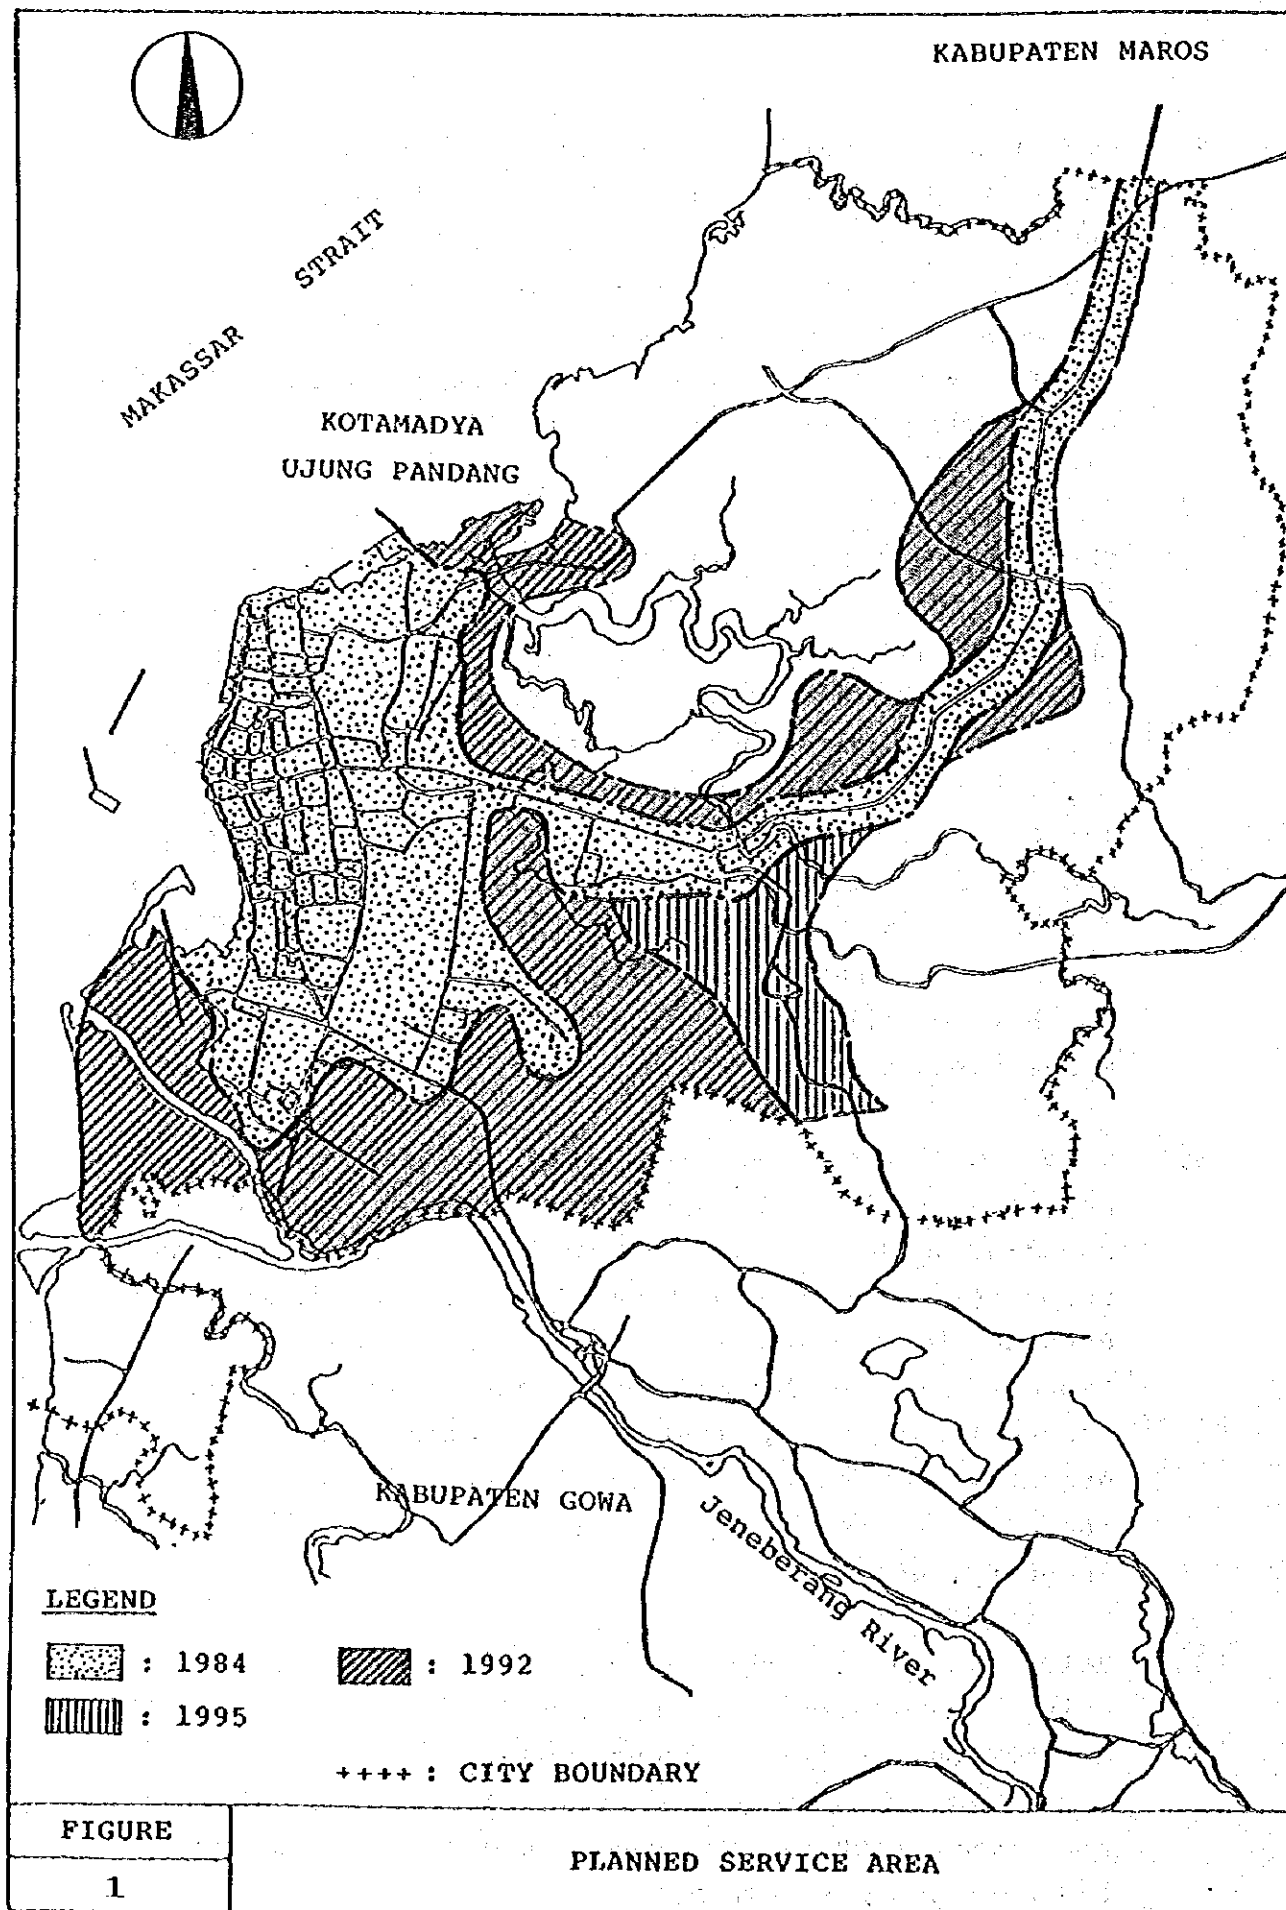 KABUPATEN MAROS
MAKASSAR STRAIT
KOTAMADYA
UJUNG PANDANG
KABUPATEN GOWA
Jeneberang River
LEGEND
: 1984
: 1992
: 1995
++++ : CITY BOUNDARY
FIGURE
1
PLANNED SERVICE AREA